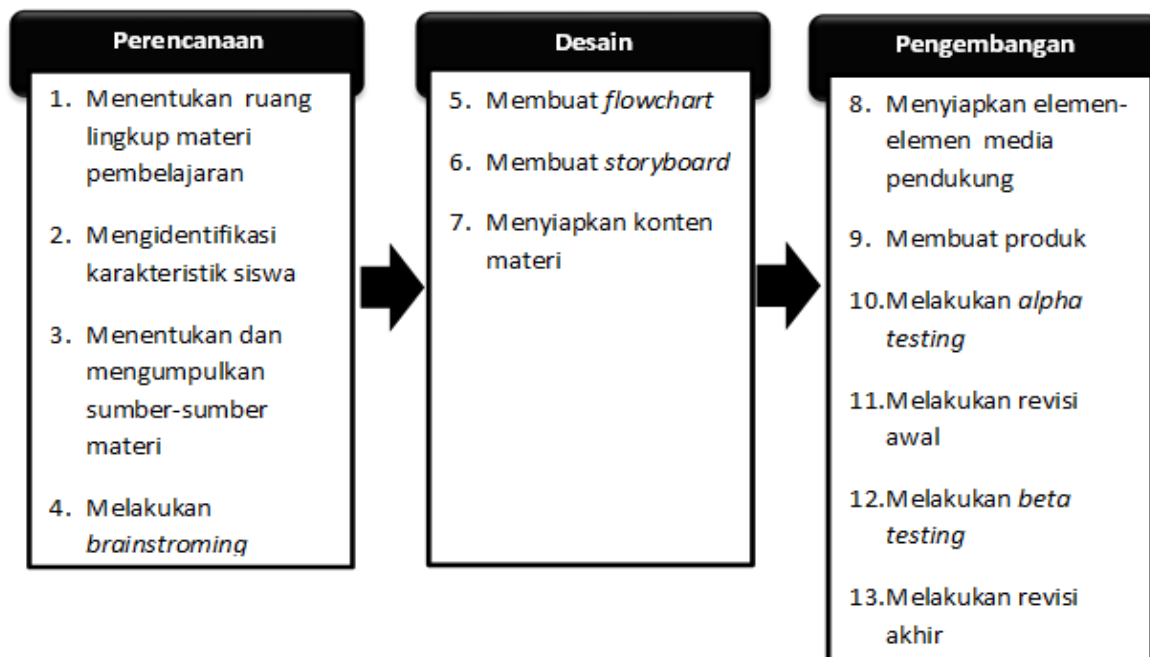 Perencanaan
1. Menentukan ruang
lingkup materi
pembelajaran
2. Mengidentifikasi
karakteristik siswa
3. Menentukan dan
mengumpulkan
sumber-sumber
materi
4. Melakukan
brainstroming
Desain
5. Membuat flowchart
6. Membuat storyboard
7. Menyiapkan konten
materi
Pengembangan
8. Menyiapkan elemen-
elemen media
pendukung
9. Membuat produk
10.Melakukan alpha
testing
11.Melakukan revisi
awal
12.Melakukan beta
testing
13.Melakukan revisi
akhir